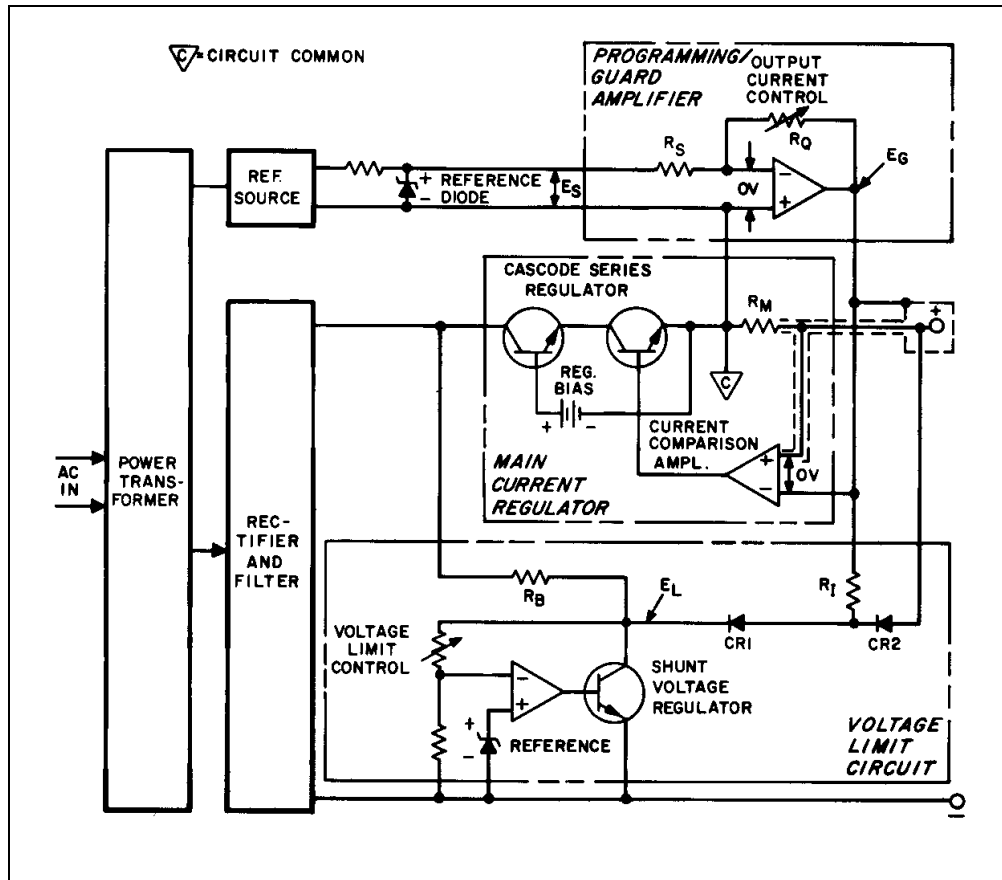 C = CIRCUIT COMMON
PROGRAMMING/
GUARD
AMPLIFIER
OUTPUT
CURRENT
CONTROL
RQ
RS
EG
REF.
SOURCE
+
-
REFERENCE
DIODE
ES
OV
-
+
CASCODE SERIES
REGULATOR
RM
+
REG.
BIAS
+ -
C
CURRENT
COMPARISON
AMPL.
+
-
OV
MAIN
CURRENT
REGULATOR
AC
IN
POWER
TRANS-
FORMER
REC-
TIFIER
AND
FILTER
RB
EL
RI
CR1
CR2
VOLTAGE
LIMIT
CONTROL
-
+
SHUNT
VOLTAGE
REGULATOR
+
-
REFERENCE
VOLTAGE
LIMIT
CIRCUIT
-